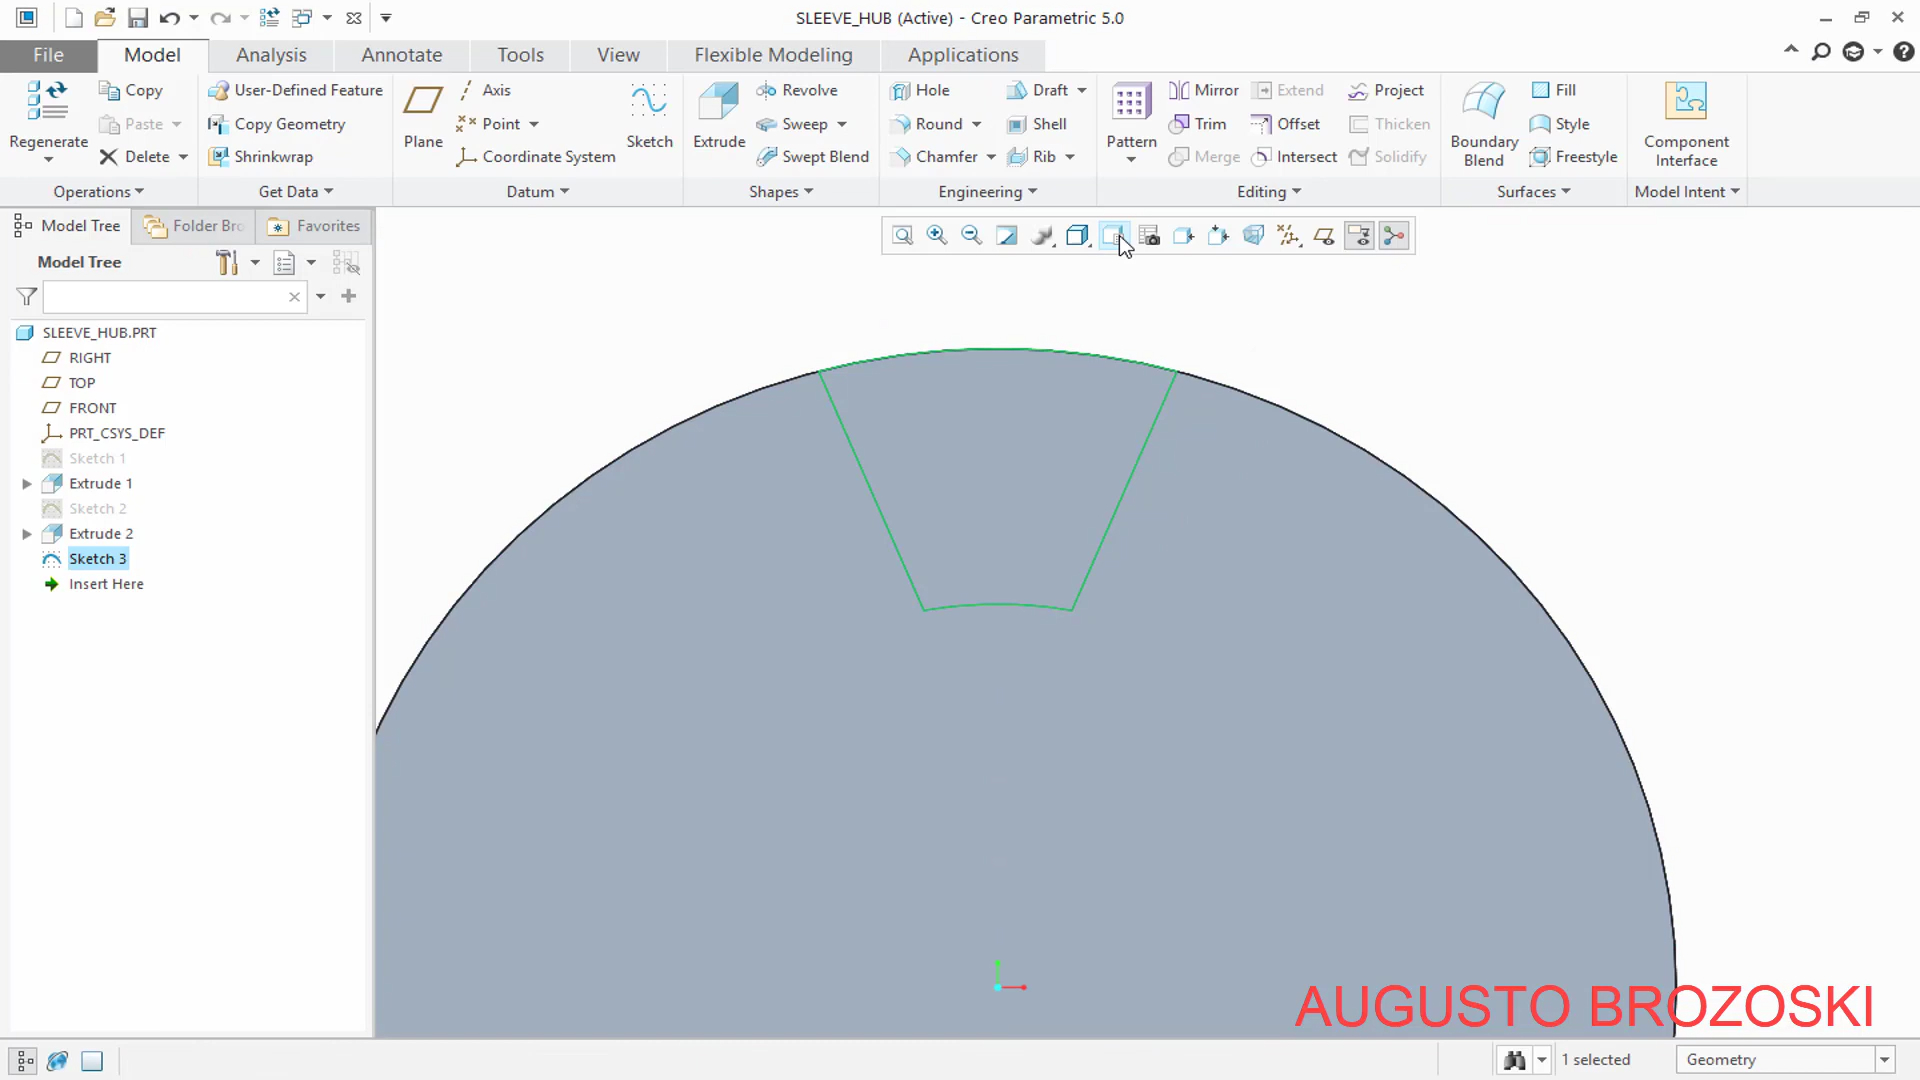 SLEEVE_HUB (Active) - Creo Parametric 5.0
File Model Analysis Annotate Tools View Flexible Modeling Applications
Regenerate
Copy
Paste
Delete
Operations
User-Defined Feature
Copy Geometry
Shrinkwrap
Get Data
Plane
Axis
Point
Coordinate System
Sketch
Datum
Extrude
Revolve
Sweep
Swept Blend
Shapes
Hole
Round
Chamfer
Draft
Shell
Rib
Engineering
Pattern
Mirror
Trim
Merge
Extend
Offset
Intersect
Project
Thicken
Solidify
Editing
Boundary
Blend
Fill
Style
Freestyle
Surfaces
Component
Interface
Model Intent
Model Tree Folder Bro Favorites
Model Tree
SLEEVE_HUB.PRT
RIGHT
TOP
FRONT
PRT_CSYS_DEF
Sketch 1
Extrude 1
Sketch 2
Extrude 2
Sketch 3
Insert Here
AUGUSTO BROZOSKI
1 selected
Geometry